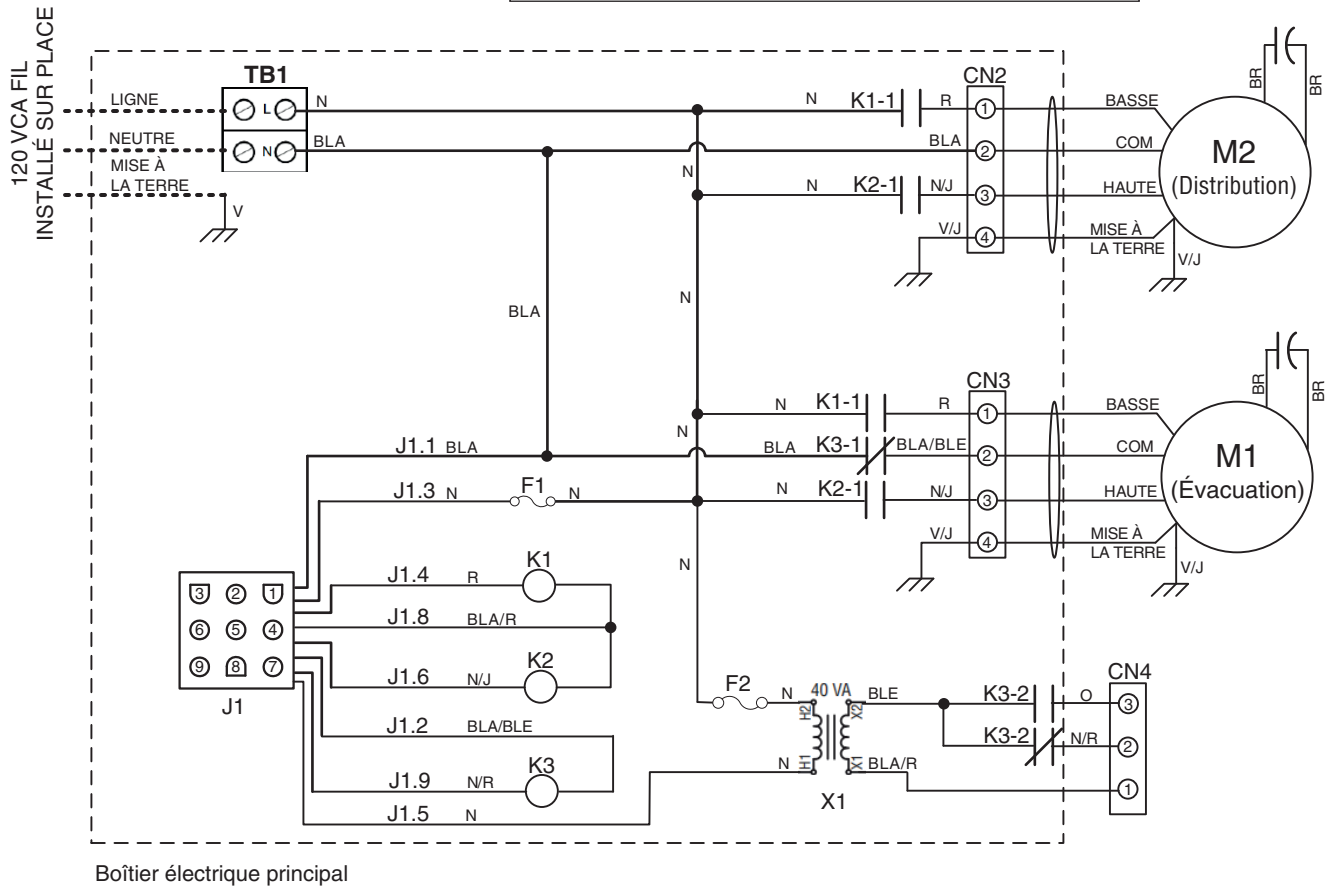 120 VCA FIL
INSTALLÉ SUR PLACE
LIGNE
NEUTRE
MISE À
LA TERRE
V
TB1
L
N
N
BLA
BLA
N
N
N
N
N
K1-1
R
BLA
N
K2-1
N/J
V/J
CN2
1
2
3
4
BASSE
COM
HAUTE
MISE À
LA TERRE
M2
(Distribution)
BR
BR
V/J
N
K1-1
R
BLA
K3-1
BLA/BLE
N
K2-1
N/J
V/J
CN3
1
2
3
4
BASSE
COM
HAUTE
MISE À
LA TERRE
M1
(Évacuation)
BR
BR
V/J
J1.1 BLA
J1.3 N
F1
N
J1.4 R
K1
J1.8 BLA/R
J1.6 N/J
K2
J1.2 BLA/BLE
J1.9 N/R
K3
J1.5 N
3 2 1
6 5 4
9 8 7
J1
F2
N
40 VA
H2
X2
H1
X1
BLE
N
BLA/R
X1
K3-2
O
K3-2
N/R
CN4
3
2
1
Boîtier électrique principal